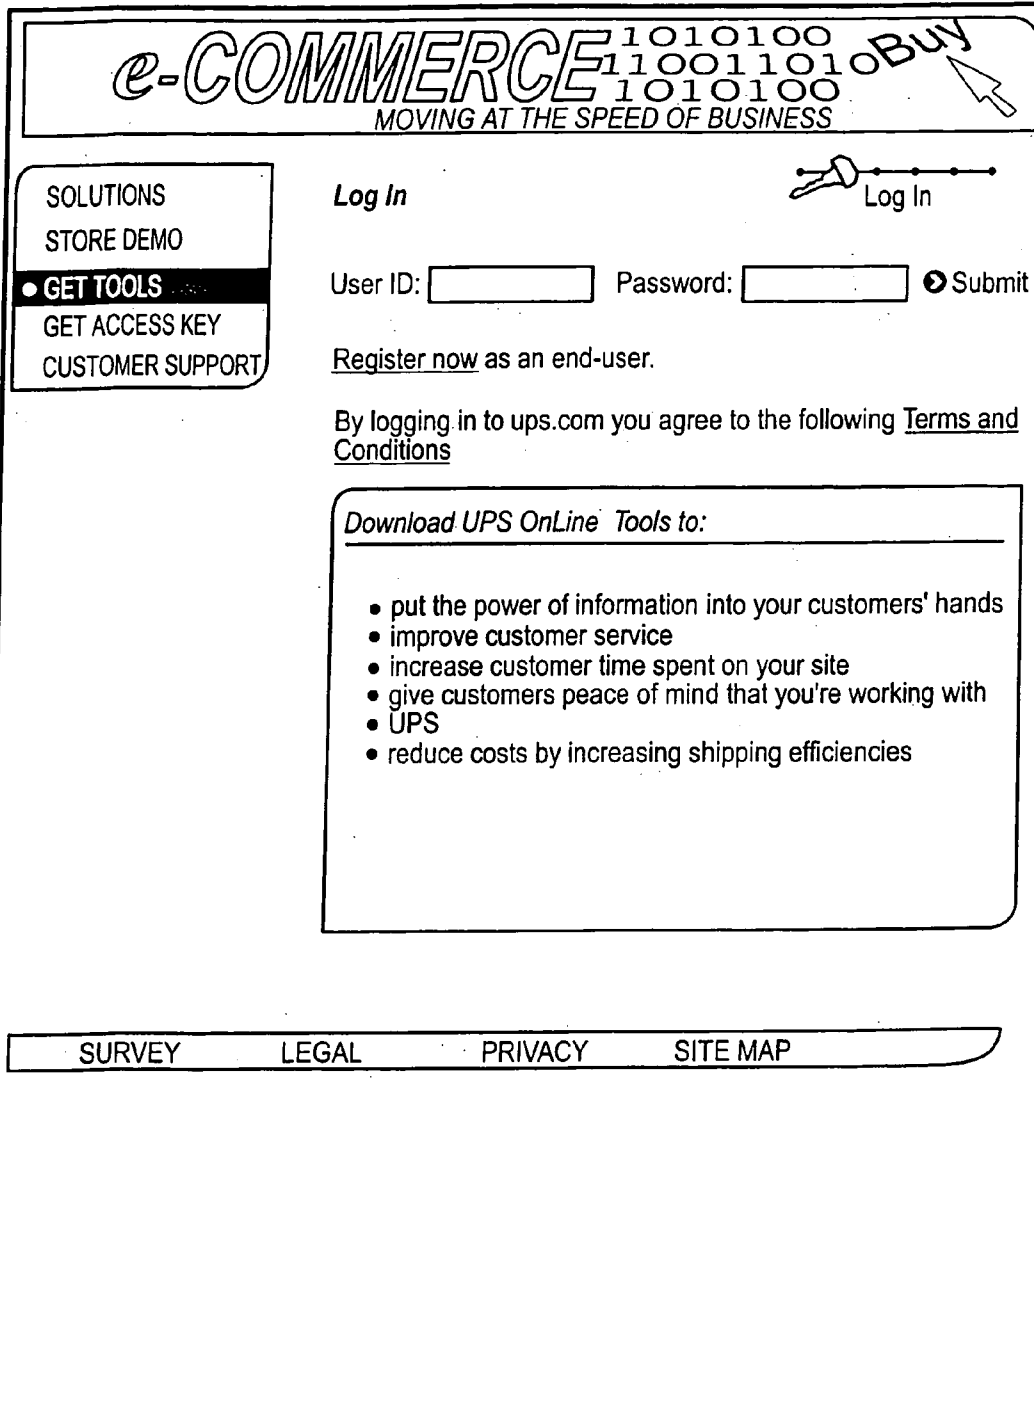 e-COMMERCE
1010100
110011010
1010100
Buy
MOVING AT THE SPEED OF BUSINESS
SOLUTIONS
STORE DEMO
• GET TOOLS
GET ACCESS KEY
CUSTOMER SUPPORT
Log In
Log In
User ID: Password: Submit
Register now as an end-user.
By logging in to ups.com you agree to the following Terms and
Conditions
Download UPS OnLine Tools to:
• put the power of information into your customers' hands
• improve customer service
• increase customer time spent on your site
• give customers peace of mind that you're working with
• UPS
• reduce costs by increasing shipping efficiencies
SURVEY LEGAL PRIVACY SITE MAP